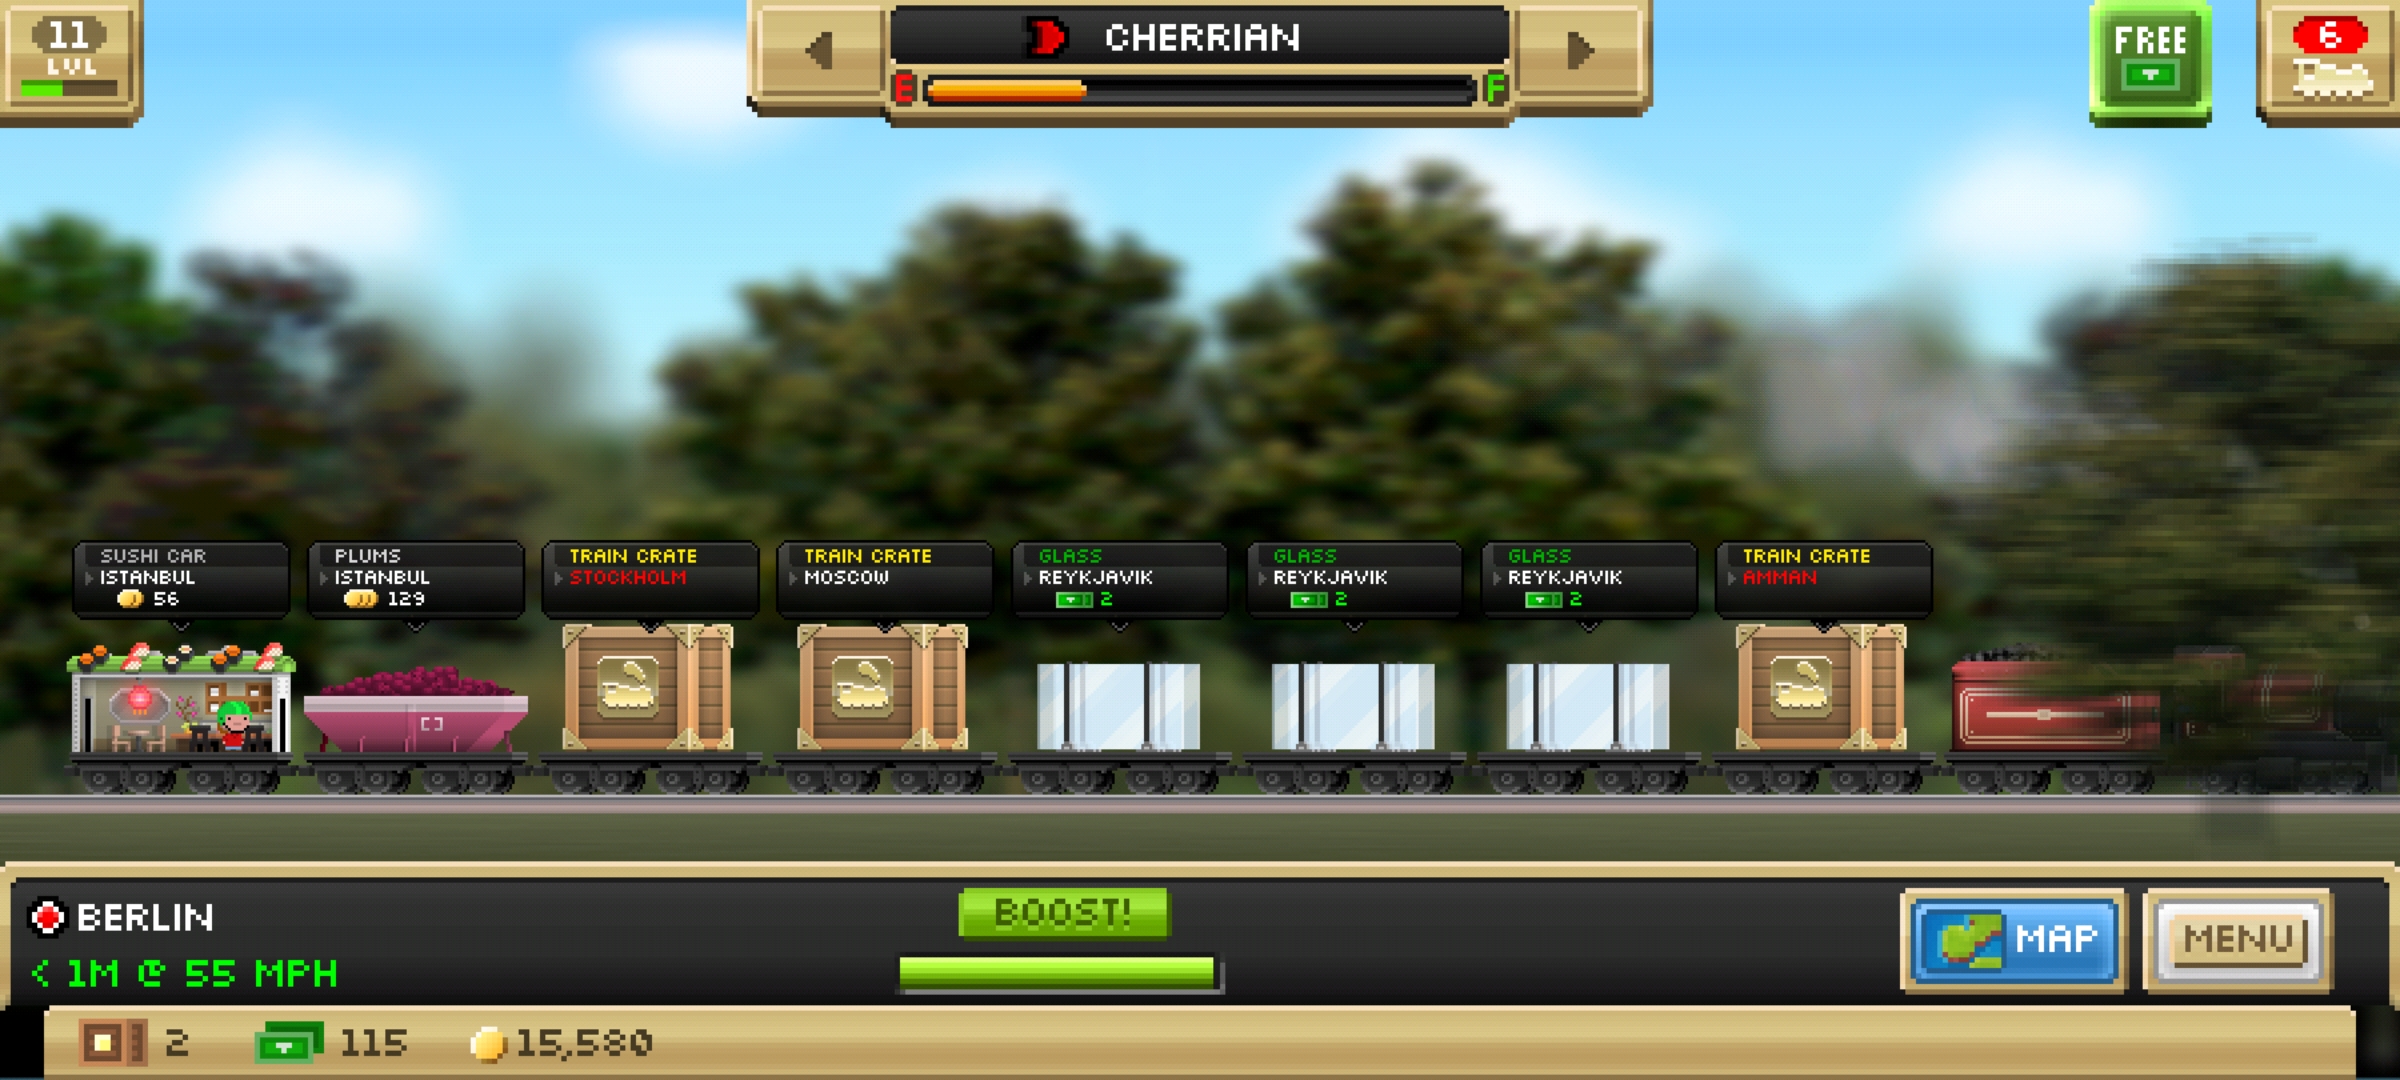 11
LVL
CHERRIAN
E F
FREE
6
SUSHI CAR
ISTANBUL
56
PLUMS
ISTANBUL
129
TRAIN CRATE
STOCKHOLM
TRAIN CRATE
MOSCOW
GLASS
REYKJAVIK
2
GLASS
REYKJAVIK
2
GLASS
REYKJAVIK
2
TRAIN CRATE
AMMAN
BERLIN
< 1M @ 55 MPH
BOOST!
MAP
MENU
2
115
15,580